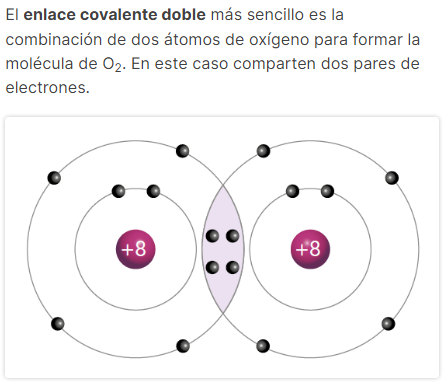 El enlace covalente doble más sencillo es la
combinación de dos átomos de oxígeno para formar la
molécula de O₂. En este caso comparten dos pares de
electrones.
+8 +8